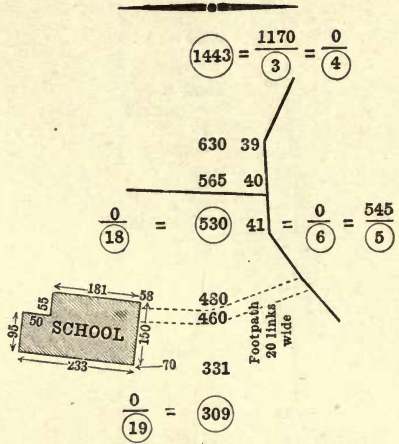 1443 = 1170/3 = 0/4
630 39
565 40
0/18 = 530 41 = 0/6 = 545/5
181 58 480
55
50 SCHOOL 150 460
95
233 70 331
Footpath
20 links
wide
0/19 = 309